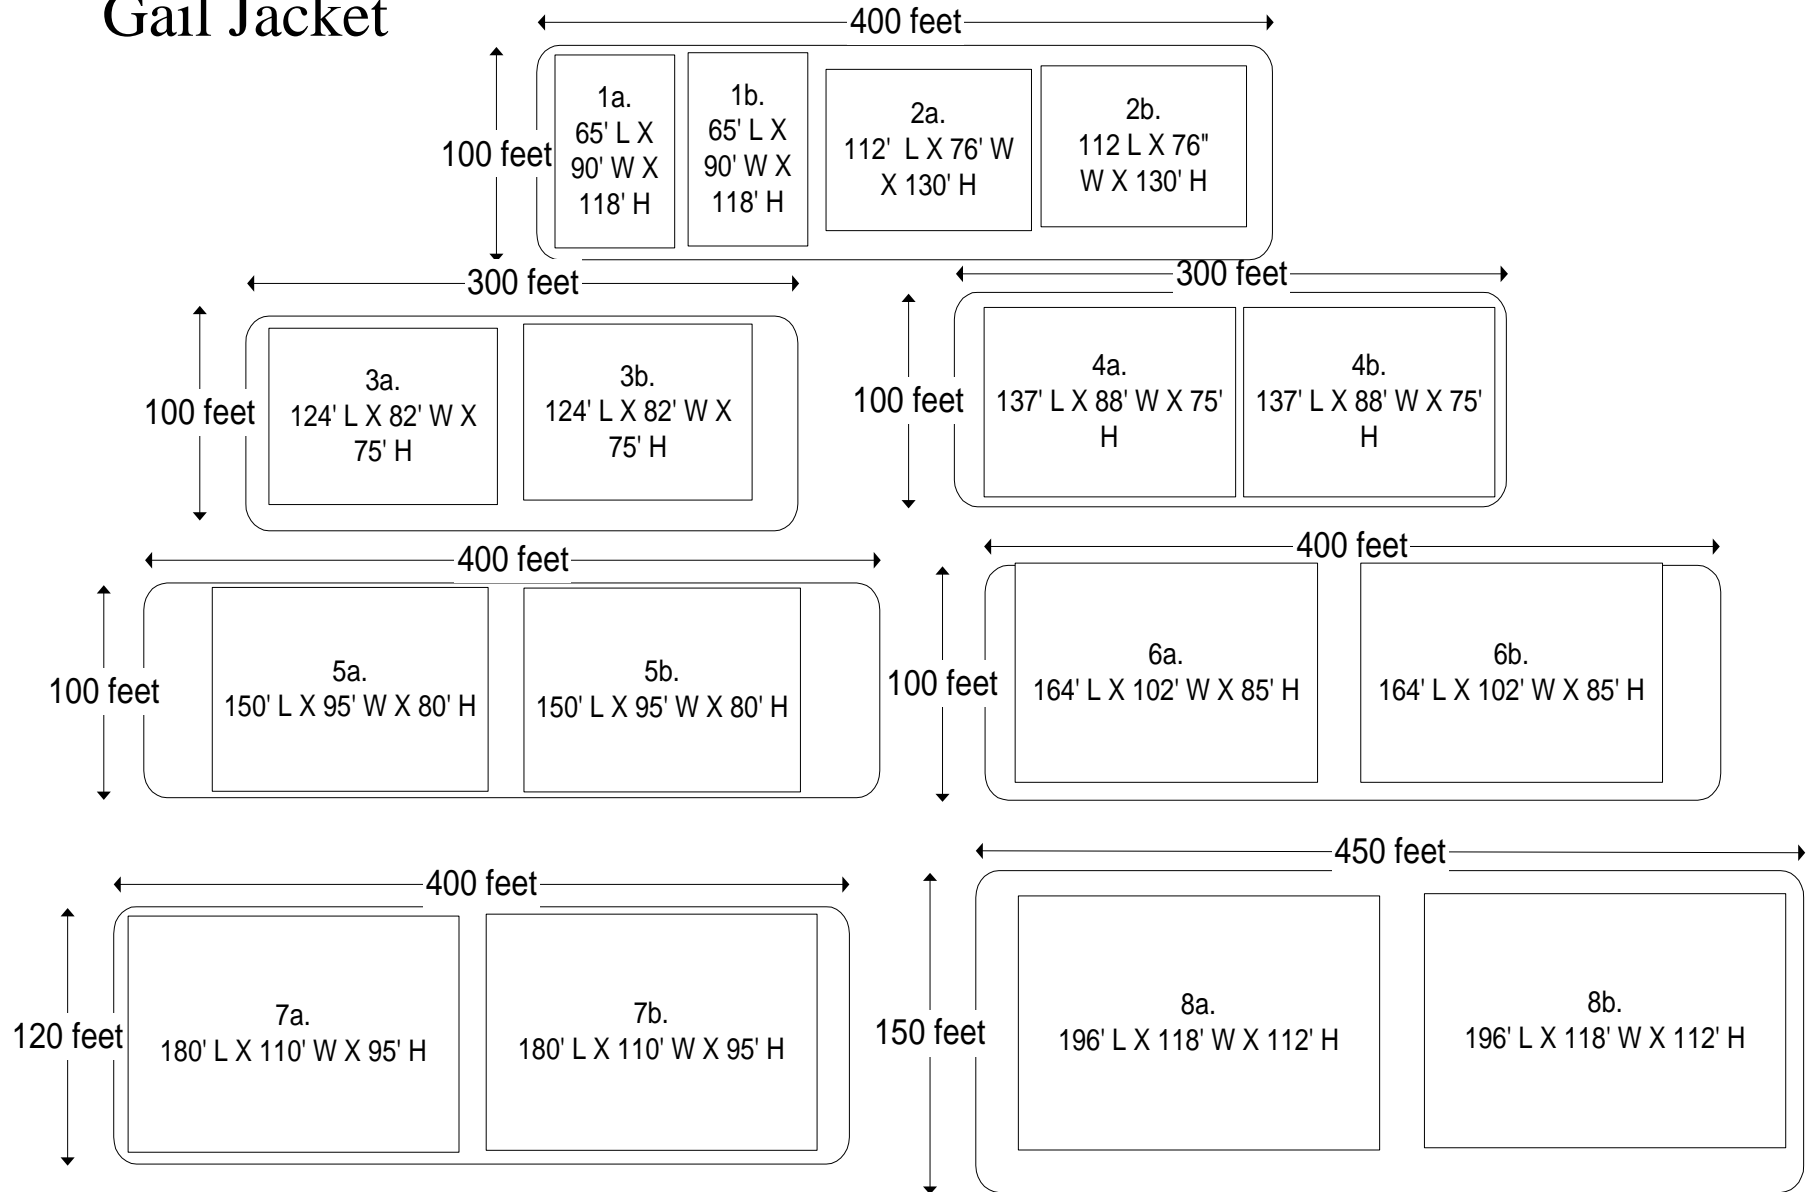 Gail Jacket
400 feet
100 feet
1a.
65' L X
90' W X
118' H
1b.
65' L X
90' W X
118' H
2a.
112' L X 76' W
X 130' H
2b.
112 L X 76"
W X 130' H
300 feet
100 feet
3a.
124' L X 82' W X
75' H
3b.
124' L X 82' W X
75' H
300 feet
100 feet
4a.
137' L X 88' W X 75'
H
4b.
137' L X 88' W X 75'
H
400 feet
100 feet
5a.
150' L X 95' W X 80' H
5b.
150' L X 95' W X 80' H
400 feet
100 feet
6a.
164' L X 102' W X 85' H
6b.
164' L X 102' W X 85' H
400 feet
120 feet
7a.
180' L X 110' W X 95' H
7b.
180' L X 110' W X 95' H
450 feet
150 feet
8a.
196' L X 118' W X 112' H
8b.
196' L X 118' W X 112' H